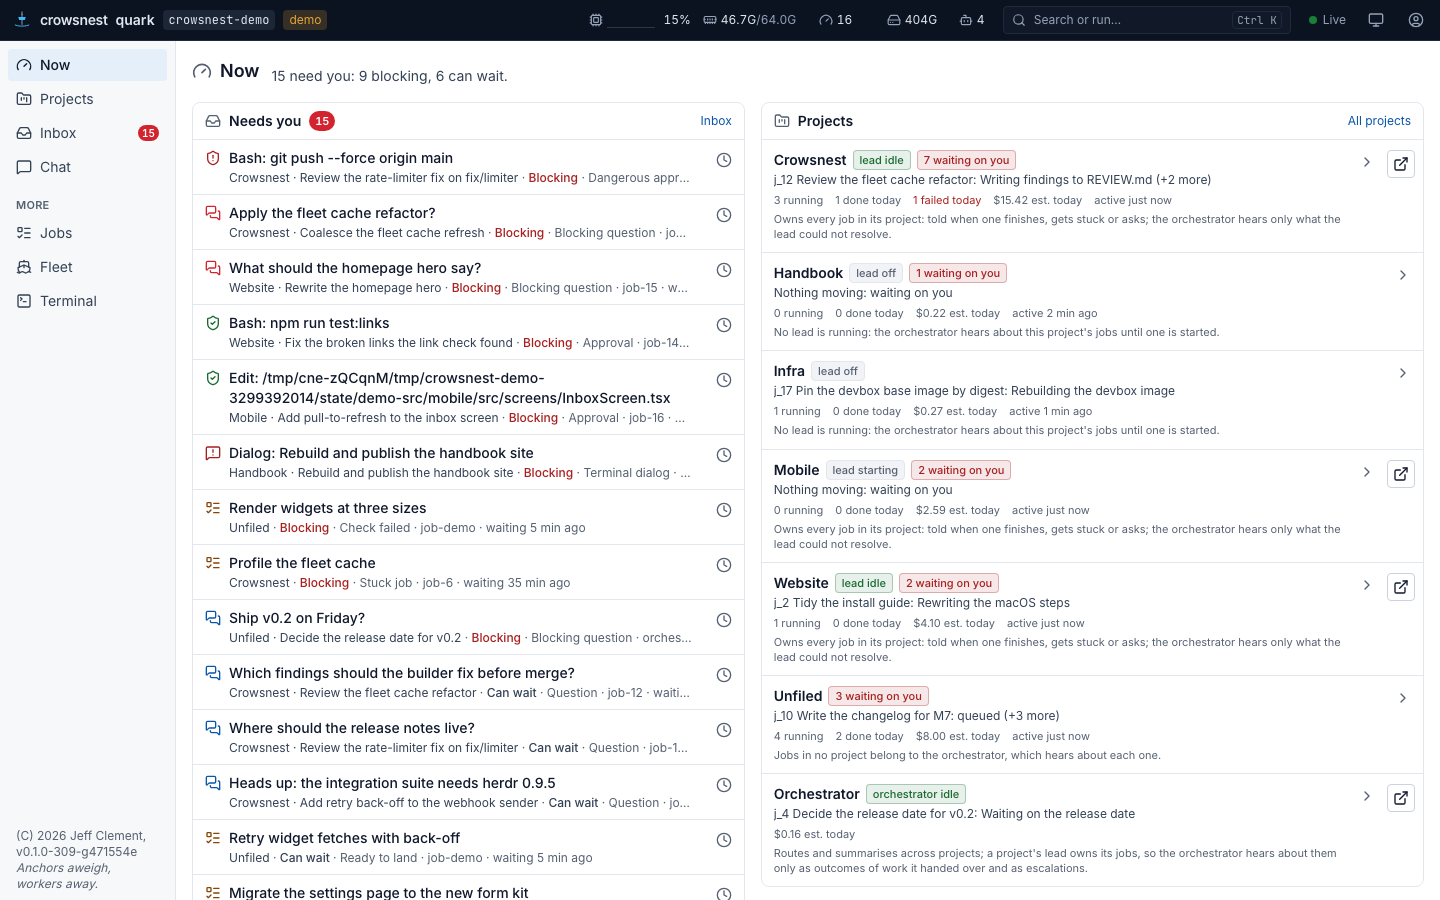 crowsnest quark crowsnest-demo demo 15% 46.7G/64.0G 16 404G 4 Search or run... Ctrl K Live
Now
Projects
Inbox 15
Chat
MORE
Jobs
Fleet
Terminal
(C) 2026 Jeff Clement,
v0.1.0-309-g471554e
Anchors aweigh,
workers away.
Now 15 need you: 9 blocking, 6 can wait.
Needs you 15 Inbox
Bash: git push --force origin main
Crowsnest · Review the rate-limiter fix on fix/limiter · Blocking · Dangerous appr...
Apply the fleet cache refactor?
Crowsnest · Coalesce the fleet cache refresh · Blocking · Blocking question · jo...
What should the homepage hero say?
Website · Rewrite the homepage hero · Blocking · Blocking question · job-15 · w...
Bash: npm run test:links
Website · Fix the broken links the link check found · Blocking · Approval · job-14...
Edit: /tmp/cne-zQCqnM/tmp/crowsnest-demo-
3299392014/state/demo-src/mobile/src/screens/InboxScreen.tsx
Mobile · Add pull-to-refresh to the inbox screen · Blocking · Approval · job-16 · ...
Dialog: Rebuild and publish the handbook site
Handbook · Rebuild and publish the handbook site · Blocking · Terminal dialog · ...
Render widgets at three sizes
Unfiled · Blocking · Check failed · job-demo · waiting 5 min ago
Profile the fleet cache
Crowsnest · Blocking · Stuck job · job-6 · waiting 35 min ago
Ship v0.2 on Friday?
Unfiled · Decide the release date for v0.2 · Blocking · Blocking question · orches...
Which findings should the builder fix before merge?
Crowsnest · Review the fleet cache refactor · Can wait · Question · job-12 · waiti...
Where should the release notes live?
Crowsnest · Review the rate-limiter fix on fix/limiter · Can wait · Question · job-1...
Heads up: the integration suite needs herdr 0.9.5
Crowsnest · Add retry back-off to the webhook sender · Can wait · Question · jo...
Retry widget fetches with back-off
Unfiled · Can wait · Ready to land · job-demo · waiting 5 min ago
Migrate the settings page to the new form kit
Projects All projects
Crowsnest lead idle 7 waiting on you
j_12 Review the fleet cache refactor: Writing findings to REVIEW.md (+2 more)
3 running 1 done today 1 failed today $15.42 est. today active just now
Owns every job in its project: told when one finishes, gets stuck or asks; the orchestrator hears only what the
lead could not resolve.
Handbook lead off 1 waiting on you
Nothing moving: waiting on you
0 running 0 done today $0.22 est. today active 2 min ago
No lead is running: the orchestrator hears about this project's jobs until one is started.
Infra lead off
j_17 Pin the devbox base image by digest: Rebuilding the devbox image
1 running 0 done today $0.27 est. today active 1 min ago
No lead is running: the orchestrator hears about this project's jobs until one is started.
Mobile lead starting 2 waiting on you
Nothing moving: waiting on you
0 running 0 done today $2.59 est. today active just now
Owns every job in its project: told when one finishes, gets stuck or asks; the orchestrator hears only what the
lead could not resolve.
Website lead idle 2 waiting on you
j_2 Tidy the install guide: Rewriting the macOS steps
1 running 0 done today $4.10 est. today active just now
Owns every job in its project: told when one finishes, gets stuck or asks; the orchestrator hears only what the
lead could not resolve.
Unfiled 3 waiting on you
j_10 Write the changelog for M7: queued (+3 more)
4 running 2 done today $8.00 est. today active just now
Jobs in no project belong to the orchestrator, which hears about each one.
Orchestrator orchestrator idle
j_4 Decide the release date for v0.2: Waiting on the release date
$0.16 est. today
Routes and summarises across projects; a project's lead owns its jobs, so the orchestrator hears about them
only as outcomes of work it handed over and as escalations.